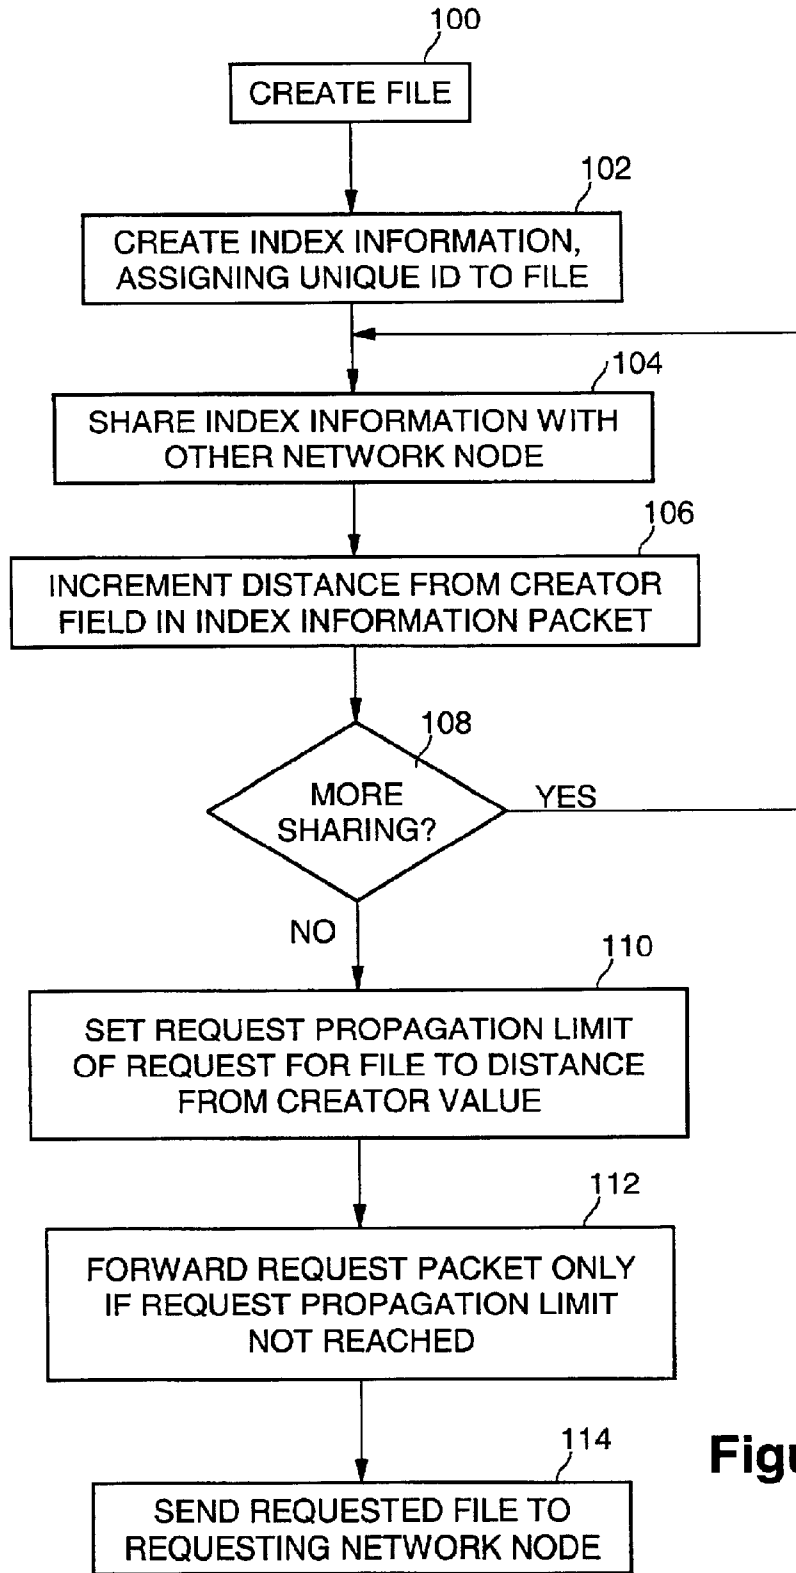 100
CREATE FILE
102
CREATE INDEX INFORMATION,
ASSIGNING UNIQUE ID TO FILE
104
SHARE INDEX INFORMATION WITH
OTHER NETWORK NODE
106
INCREMENT DISTANCE FROM CREATOR
FIELD IN INDEX INFORMATION PACKET
108
MORE
SHARING?
YES
NO
110
SET REQUEST PROPAGATION LIMIT
OF REQUEST FOR FILE TO DISTANCE
FROM CREATOR VALUE
112
FORWARD REQUEST PACKET ONLY
IF REQUEST PROPAGATION LIMIT
NOT REACHED
114
SEND REQUESTED FILE TO
REQUESTING NETWORK NODE